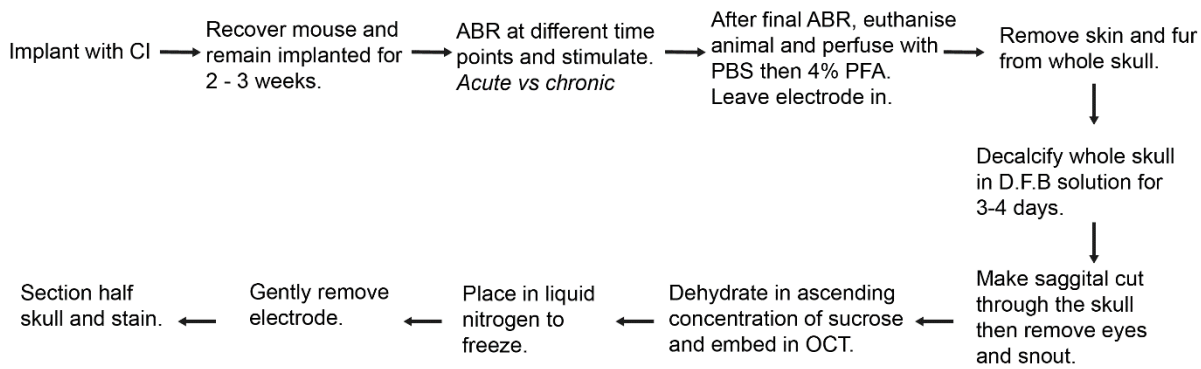 Implant with CI
Recover mouse and
remain implanted for
2 - 3 weeks.
ABR at different time
points and stimulate.
Acute vs chronic
After final ABR, euthanise
animal and perfuse with
PBS then 4% PFA.
Leave electrode in.
Remove skin and fur
from whole skull.
Decalcify whole skull
in D.F.B solution for
3-4 days.
Make saggital cut
through the skull
then remove eyes
and snout.
Dehydrate in ascending
concentration of sucrose
and embed in OCT.
Place in liquid
nitrogen to
freeze.
Gently remove
electrode.
Section half
skull and stain.